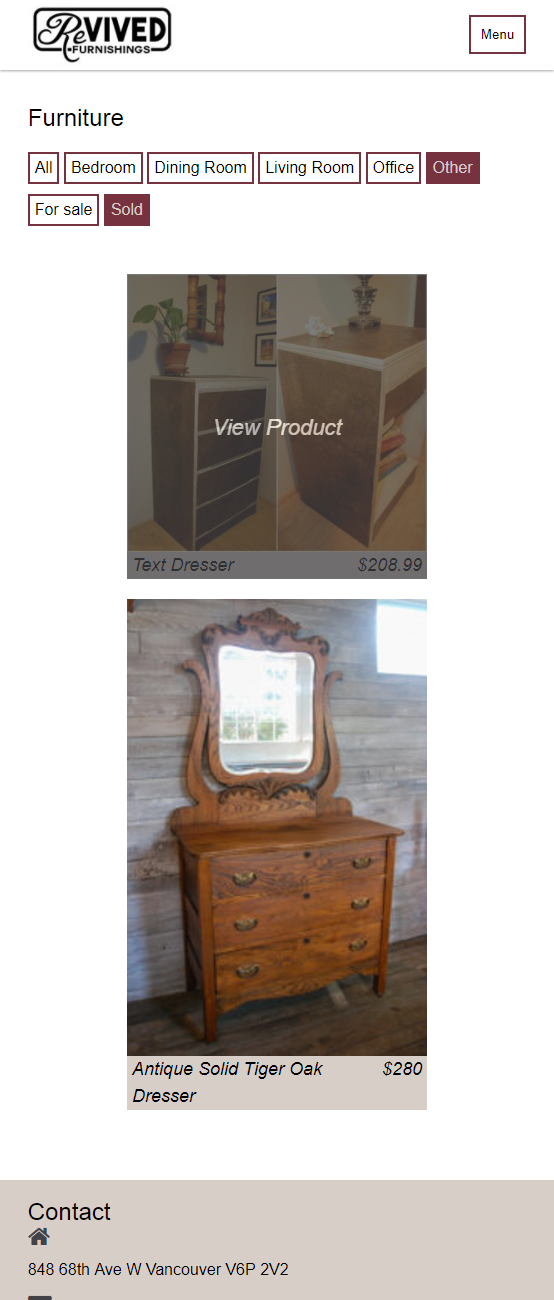 ReVIVED
FURNISHINGS
Menu
Furniture
All Bedroom Dining Room Living Room Office Other
For sale Sold
View Product
Text Dresser $208.99
Antique Solid Tiger Oak $280
Dresser
Contact
848 68th Ave W Vancouver V6P 2V2